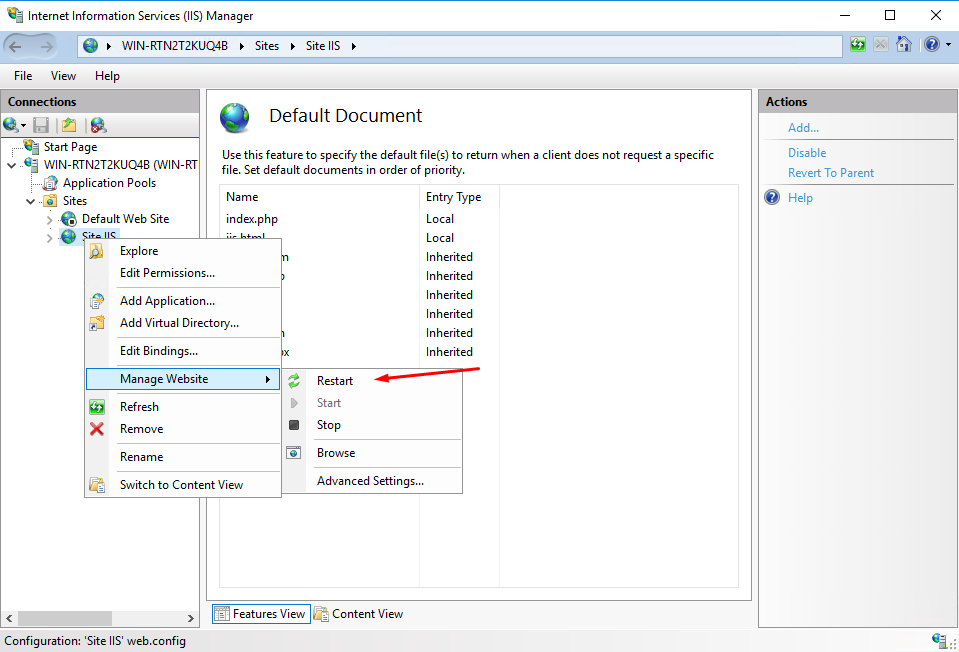 Internet Information Services (IIS) Manager
WIN-RTN2T2KUQ4B
Sites
Site IIS
File
View
Help
Connections
Start Page
WIN-RTN2T2KUQ4B (WIN-RT
Application Pools
Sites
Default Web Site
Site IIS
Explore
Edit Permissions...
Add Application...
Add Virtual Directory...
Edit Bindings...
Manage Website
Refresh
Remove
Rename
Switch to Content View
Restart
Start
Stop
Browse
Advanced Settings...
Default Document
Use this feature to specify the default file(s) to return when a client does not request a specific
file. Set default documents in order of priority.
Name Entry Type
index.php Local
iis.html Local
Inherited
Inherited
Inherited
Inherited
Inherited
Inherited
Features View
Content View
Actions
Add...
Disable
Revert To Parent
Help
Configuration: 'Site IIS' web.config